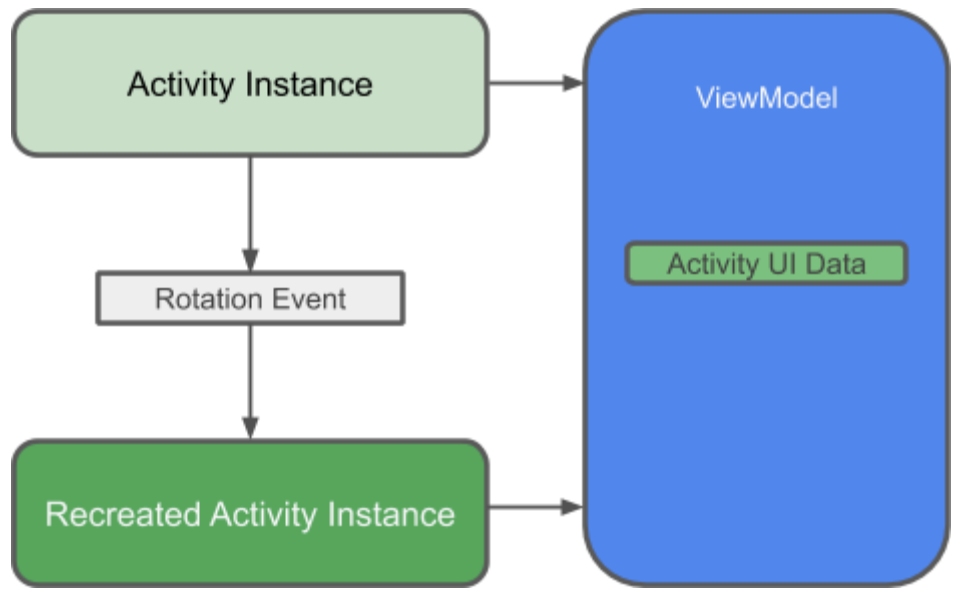 Activity Instance
ViewModel
Activity UI Data
Rotation Event
Recreated Activity Instance